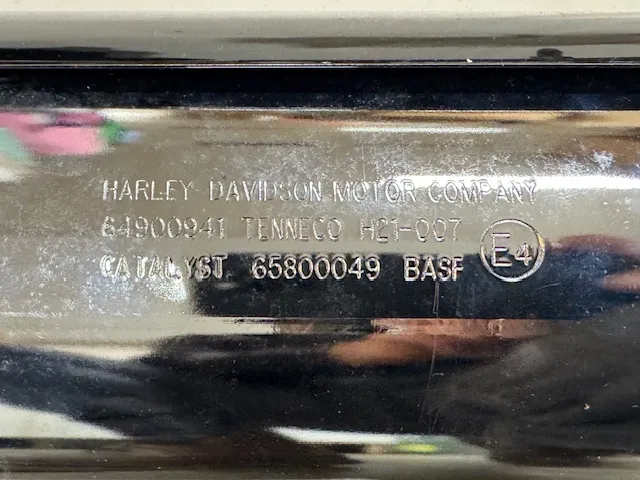 HARLEY-DAVIDSON MOTOR COMPANY
64900941 TENNECO H21-007
CATALYST 65800049 BASF E4